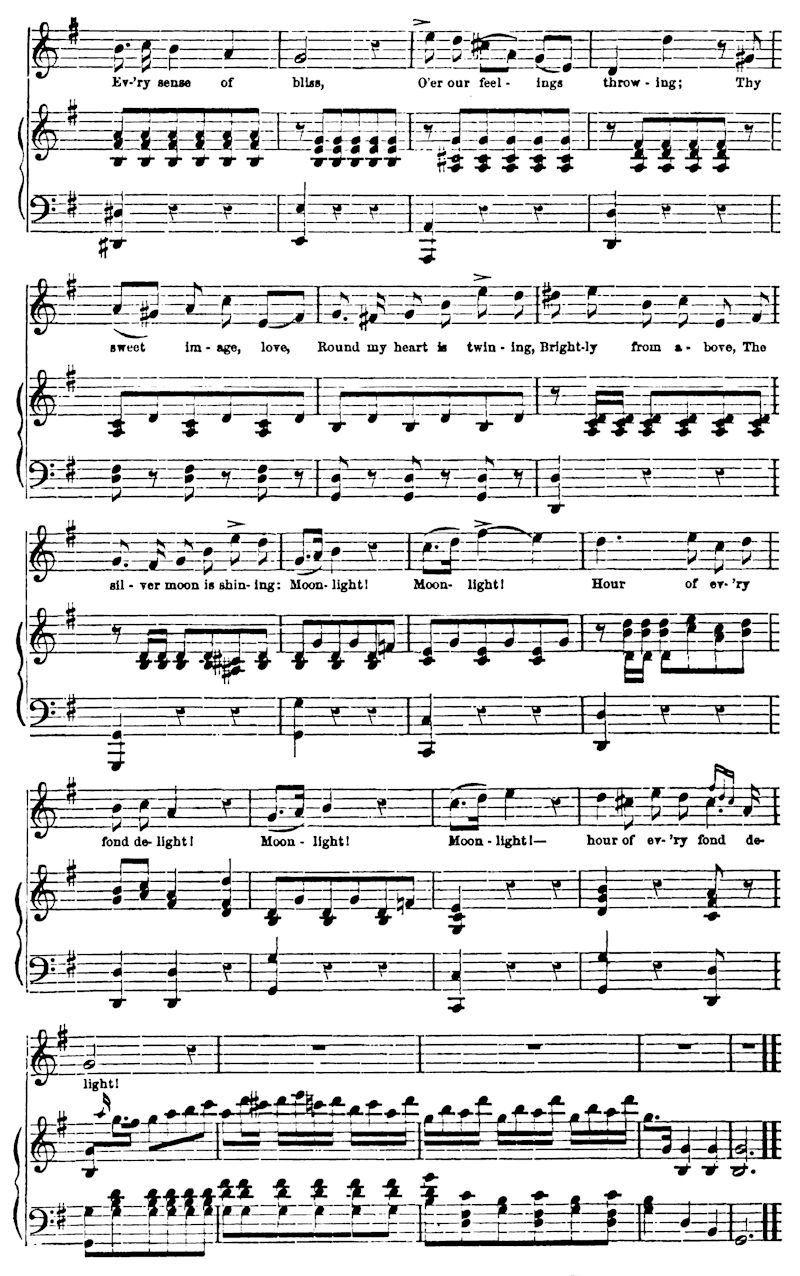 Ev-'ry sense of bliss, O'er our feel - ings throw - ing; Thy
sweet im - age, love, Round my heart is twin - ing, Bright-ly from a - bove, The
sil - ver moon is shin - ing: Moon-light! Moon- light! Hour of ev-'ry
fond de-light! Moon - light! Moon - light!— hour of ev-'ry fond de-
light!